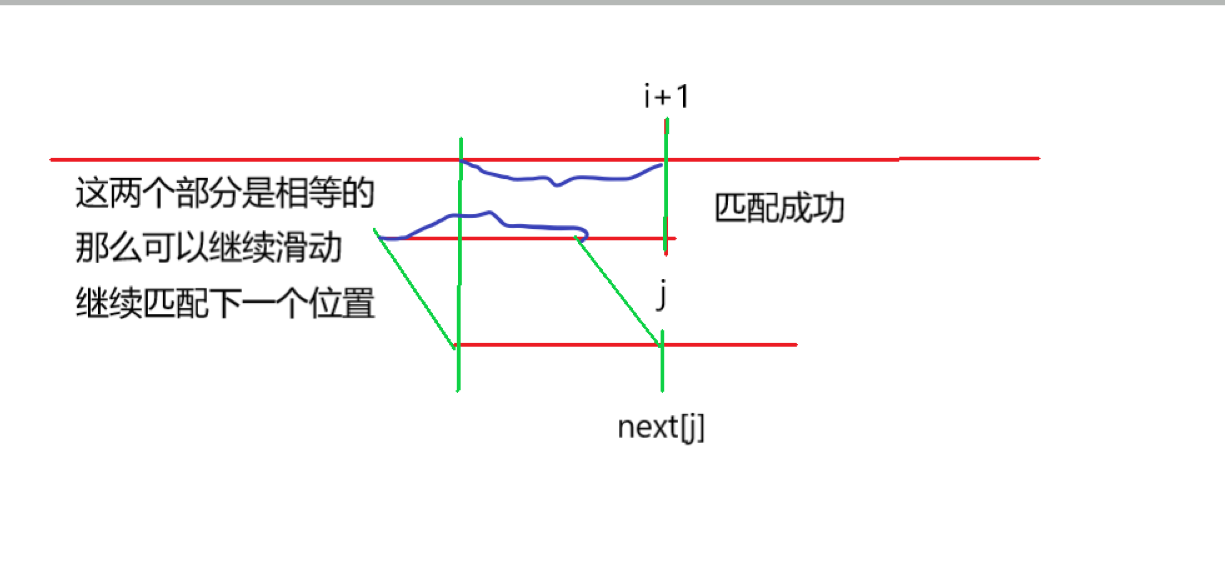 i+1
这两个部分是相等的
那么可以继续滑动
继续匹配下一个位置
匹配成功
j
next[j]